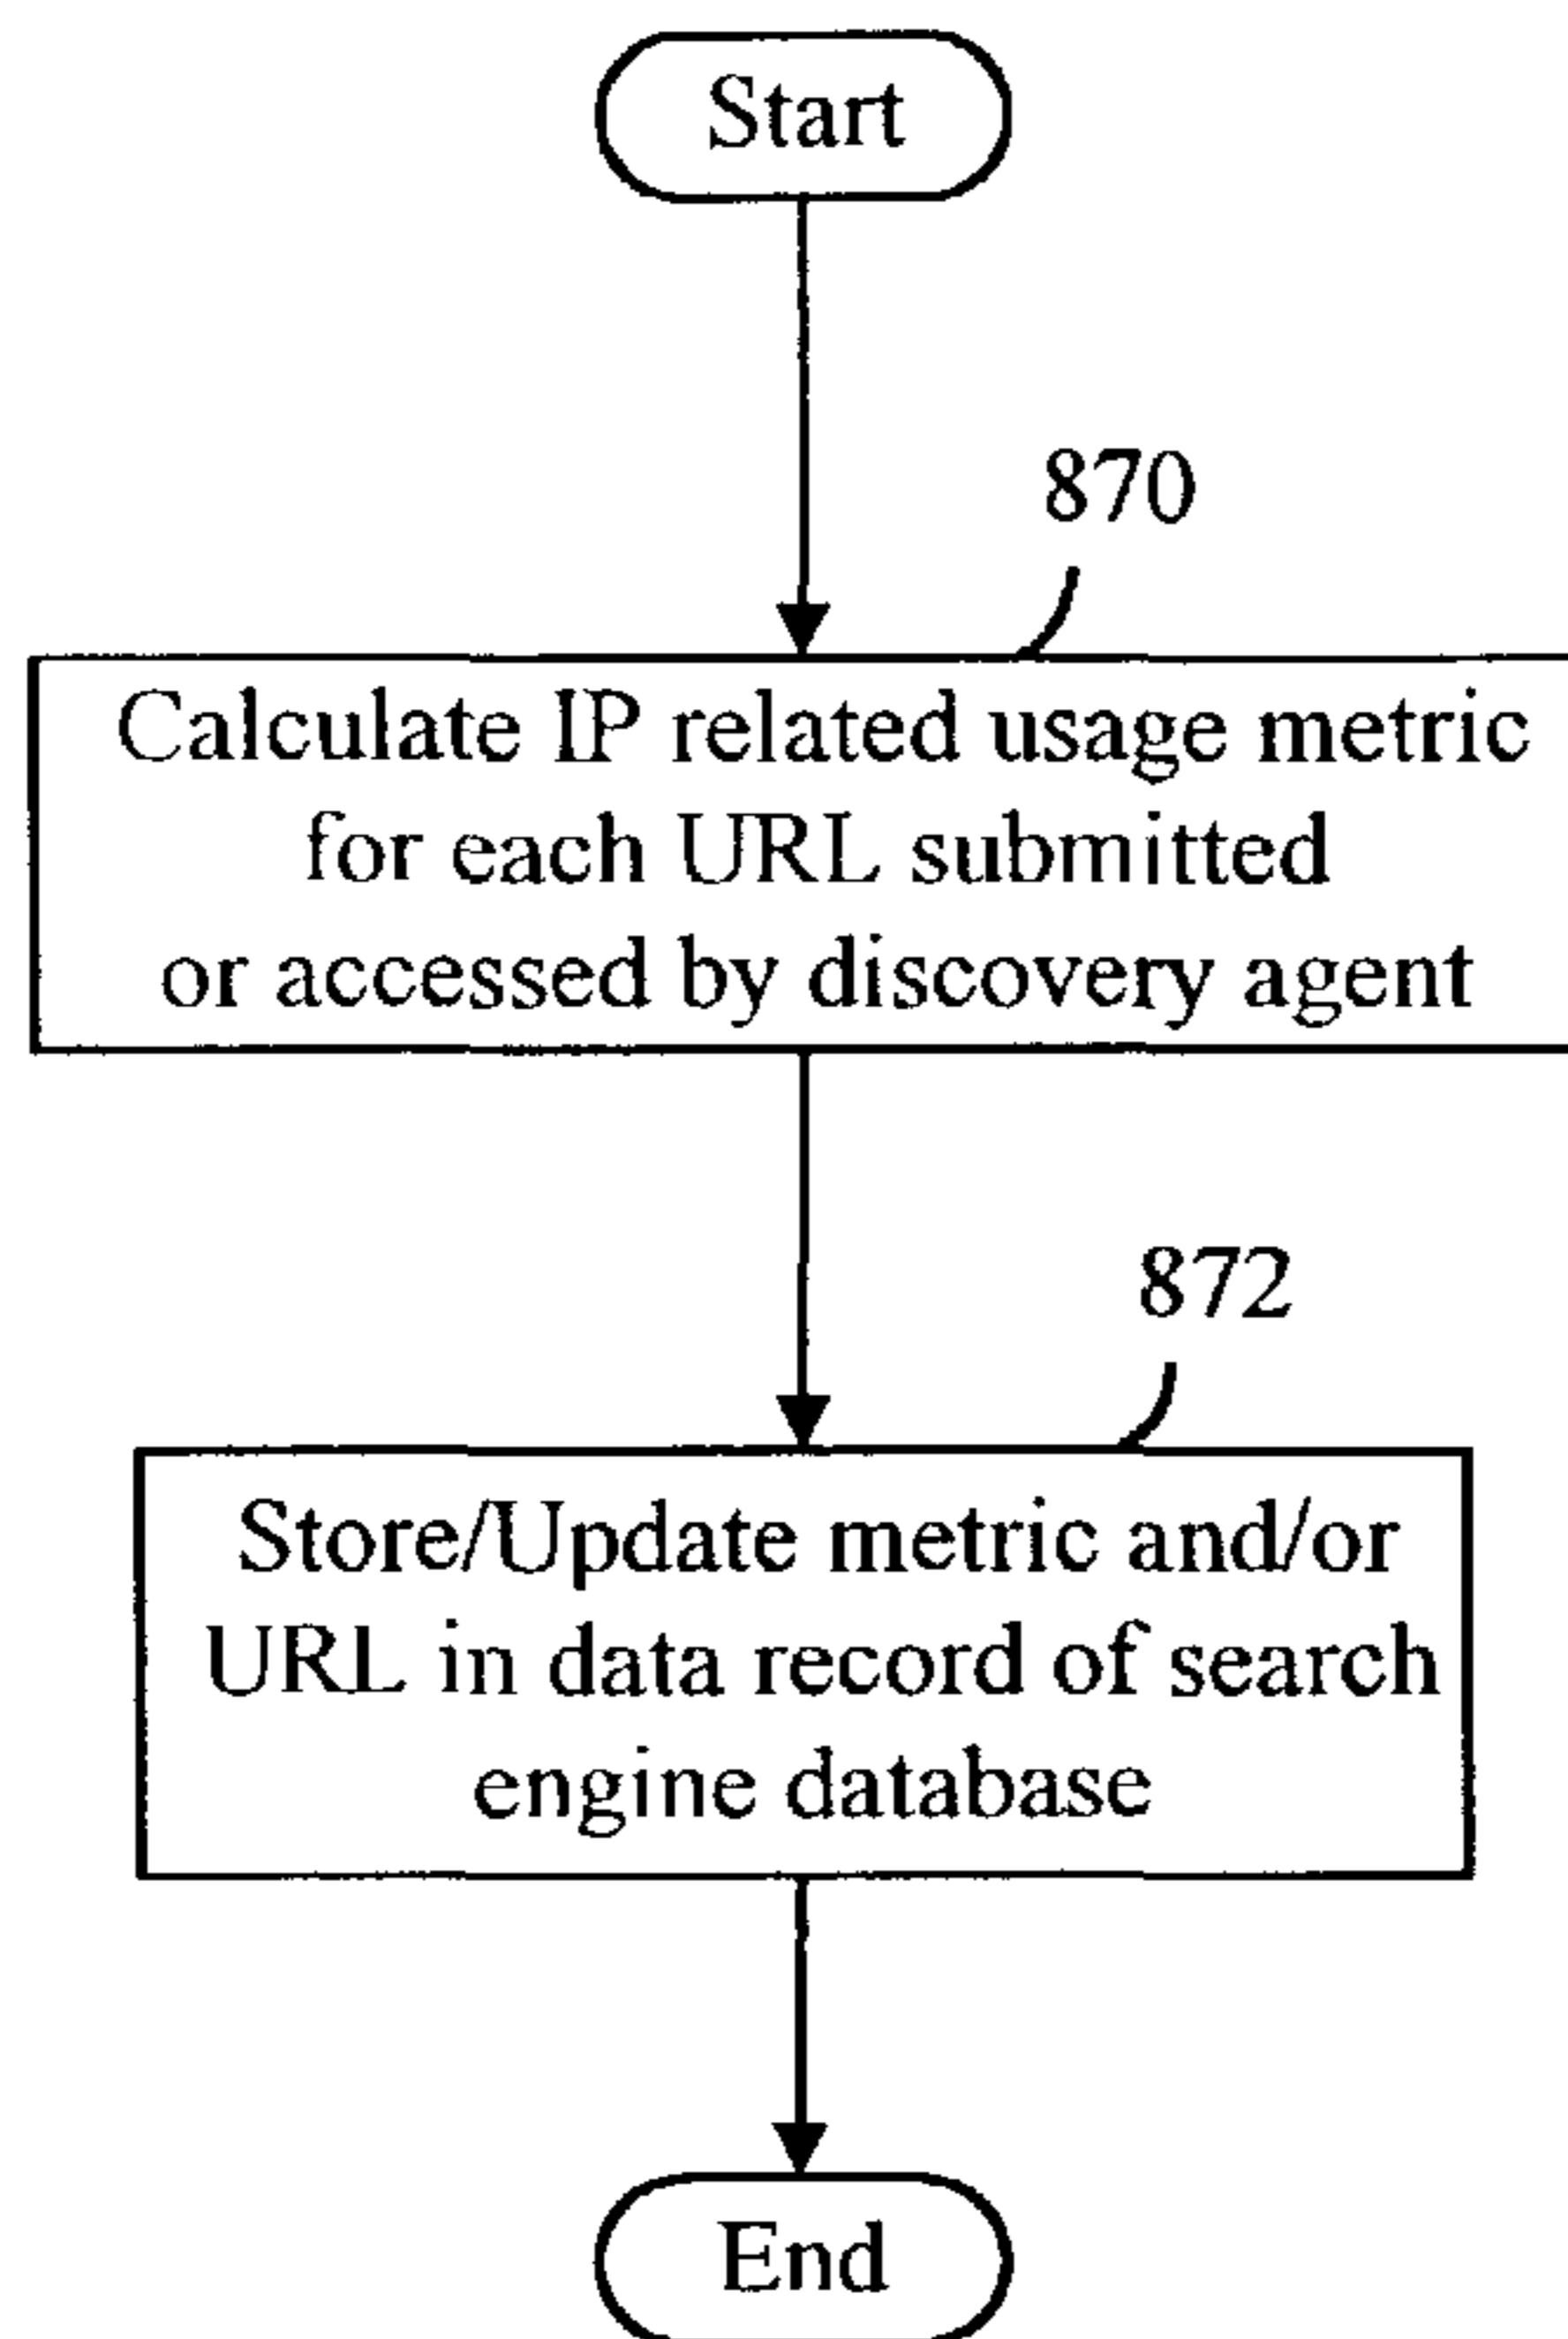 Start
870
Calculate IP related usage metric
for each URL submitted
or accessed by discovery agent
872
Store/Update metric and/or
URL in data record of search
engine database
End